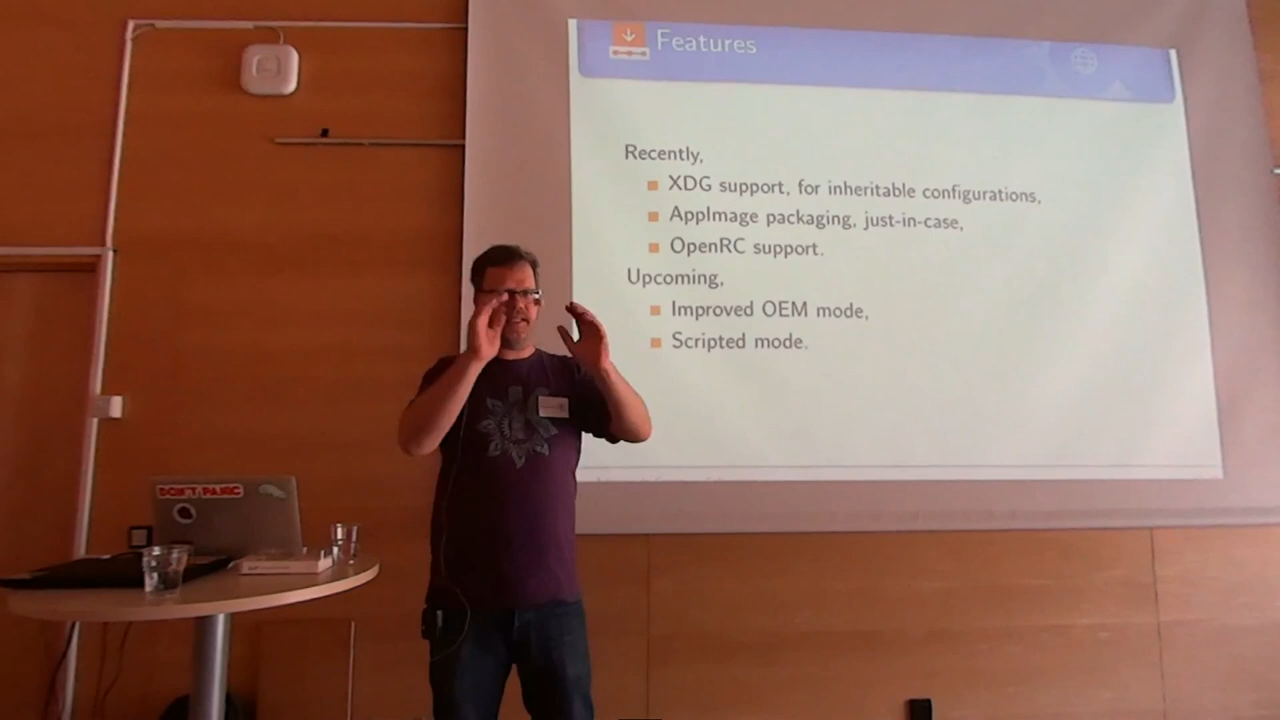 Features
Recently,
XDG support, for inheritable configurations,
AppImage packaging, just-in-case,
OpenRC support.
Upcoming,
Improved OEM mode,
Scripted mode.
DON'T PANIC